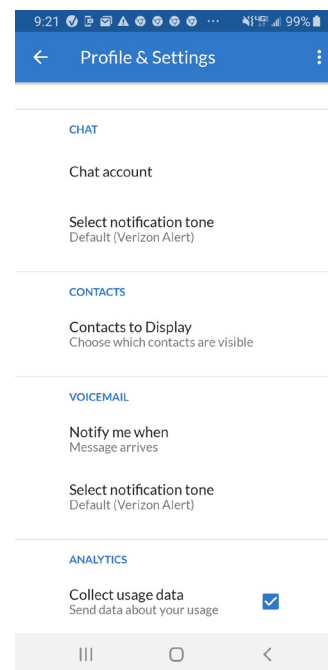 9:21 99%
Profile & Settings
CHAT
Chat account
Select notification tone
Default (Verizon Alert)
CONTACTS
Contacts to Display
Choose which contacts are visible
VOICEMAIL
Notify me when
Message arrives
Select notification tone
Default (Verizon Alert)
ANALYTICS
Collect usage data
Send data about your usage